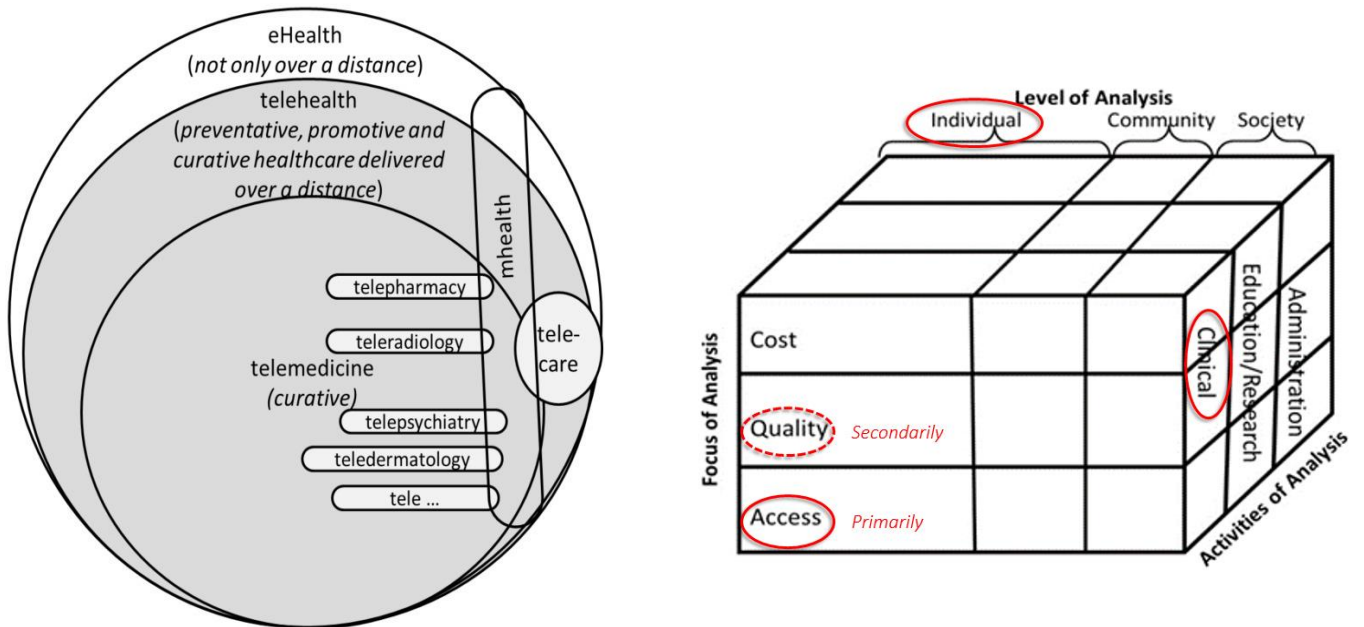 eHealth
(not only over a distance)
telehealth
(preventative, promotive and
curative healthcare delivered
over a distance)
mhealth
telepharmacy
teleradiology
tele-
care
telemedicine
(curative)
telepsychiatry
teledermatology
tele ...
Level of Analysis
Individual
Community
Society
Focus of Analysis
Cost
Quality
Secondarily
Access
Primarily
Clinical
Education/Research
Administration
Activities of Analysis